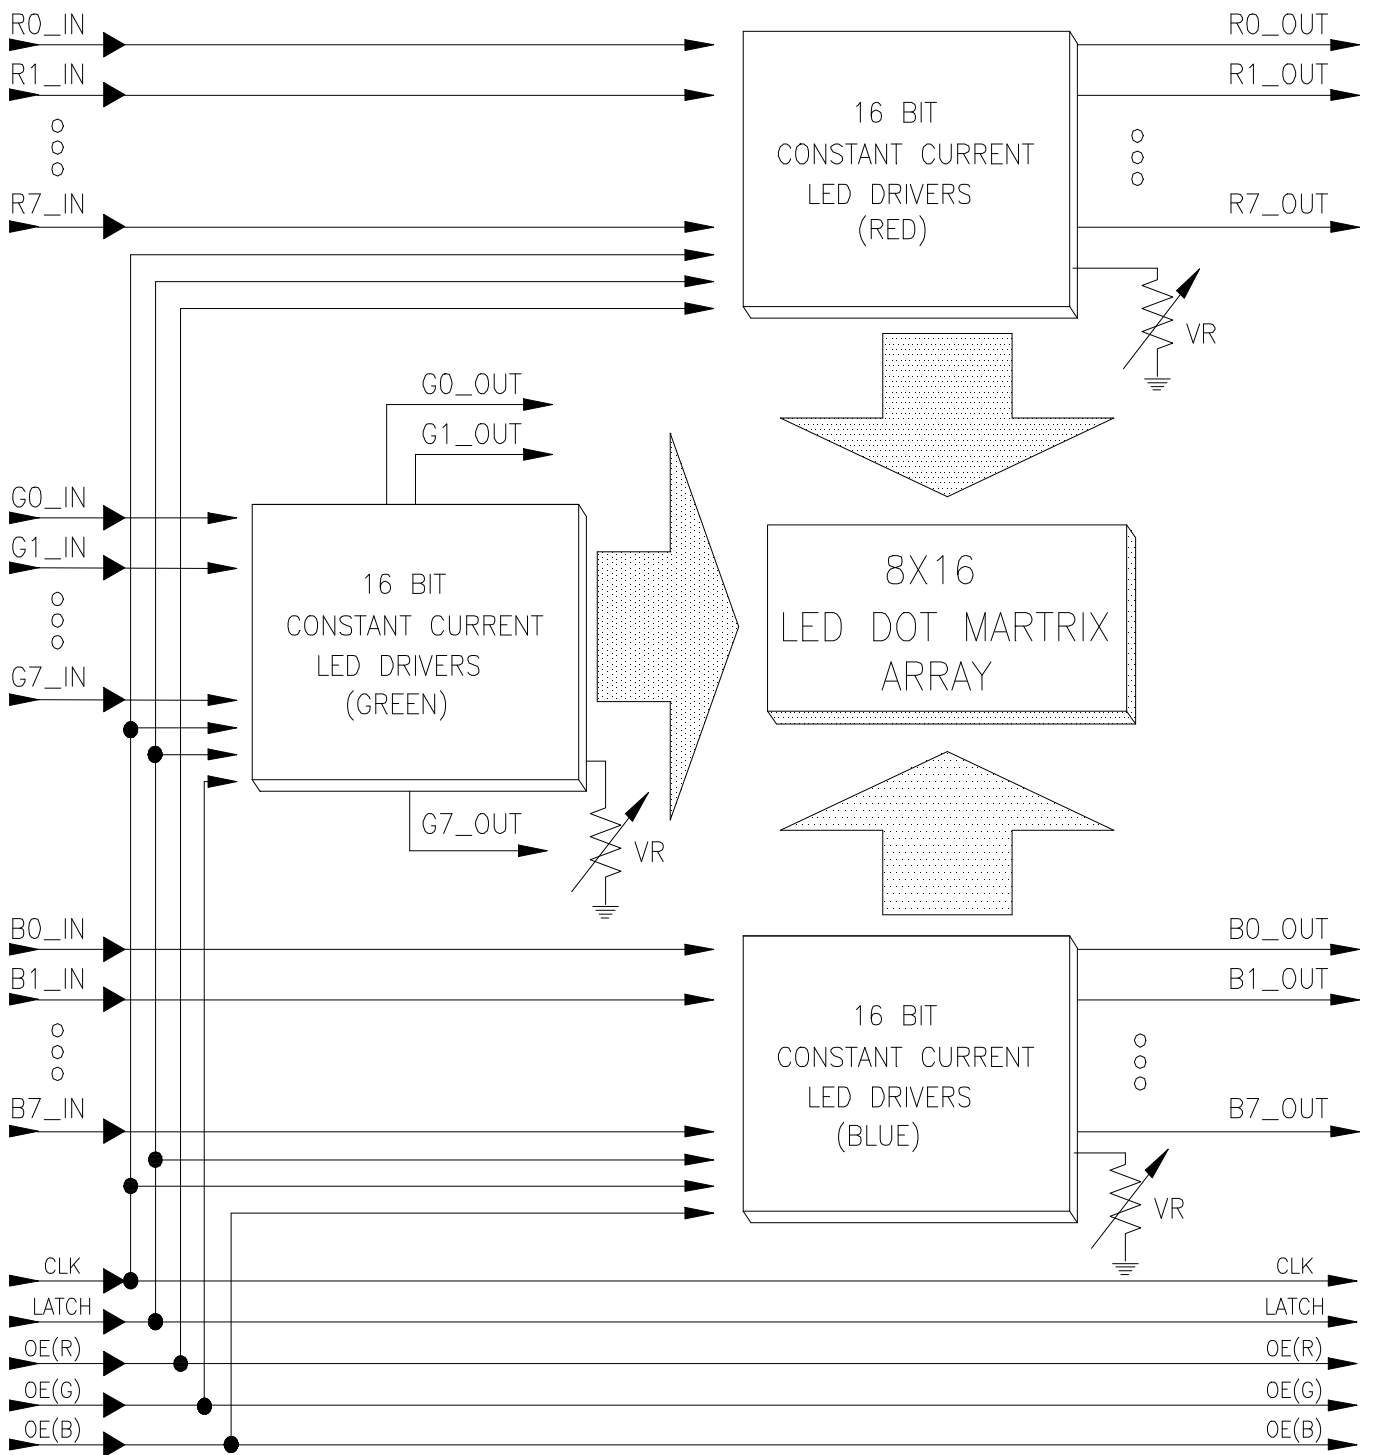 R0_IN
R0_OUT
R1_IN
R1_OUT
16 BIT
CONSTANT CURRENT
LED DRIVERS
(RED)
R7_IN
R7_OUT
VR
G0_OUT
G1_OUT
G0_IN
G1_IN
16 BIT
CONSTANT CURRENT
LED DRIVERS
(GREEN)
G7_IN
8X16
LED DOT MARTRIX
ARRAY
G7_OUT
VR
B0_IN
B0_OUT
B1_IN
B1_OUT
16 BIT
CONSTANT CURRENT
LED DRIVERS
(BLUE)
B7_IN
B7_OUT
VR
CLK
CLK
LATCH
LATCH
OE(R)
OE(R)
OE(G)
OE(G)
OE(B)
OE(B)